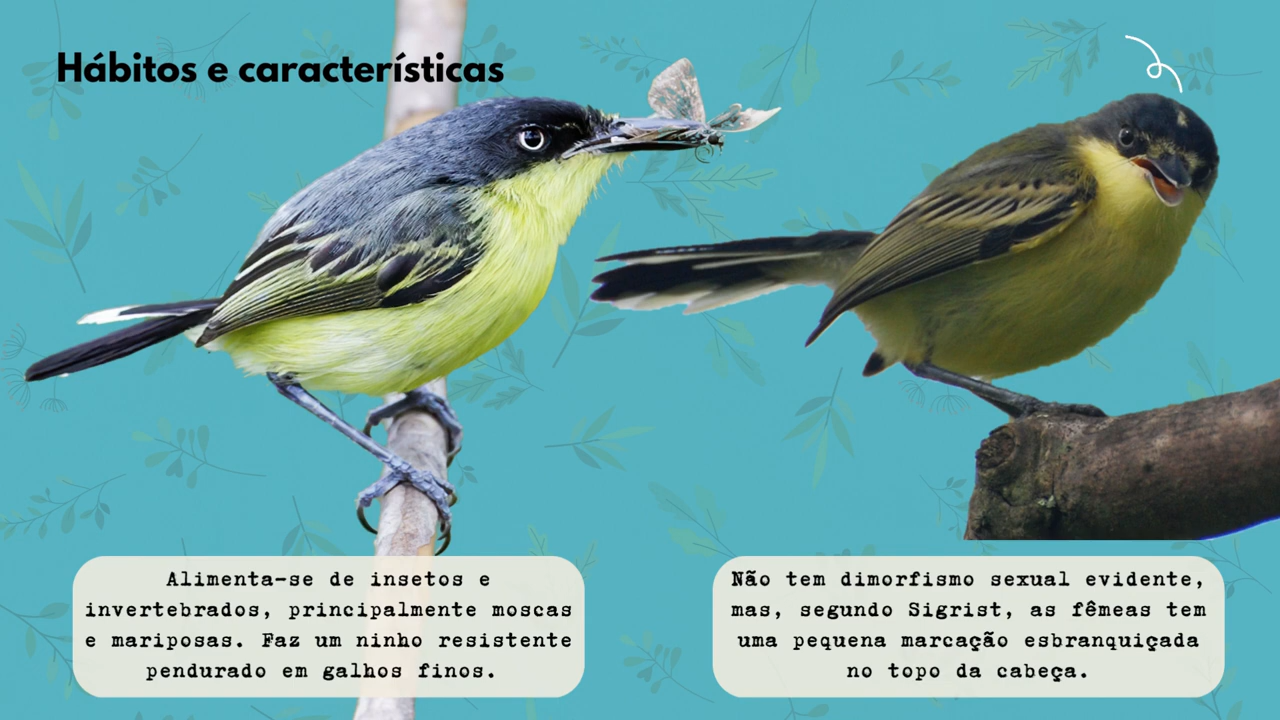 Hábitos e características
Alimenta-se de insetos e
invertebrados, principalmente moscas
e mariposas. Faz um ninho resistente
pendurado em galhos finos.
Não tem dimorfismo sexual evidente,
mas, segundo Sigrist, as fêmeas tem
uma pequena marcação esbranquiçada
no topo da cabeça.